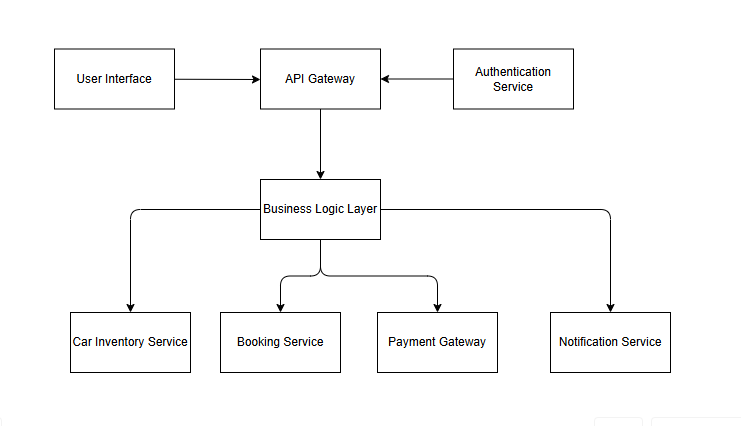 User Interface
API Gateway
Authentication
Service
Business Logic Layer
Car Inventory Service
Booking Service
Payment Gateway
Notification Service